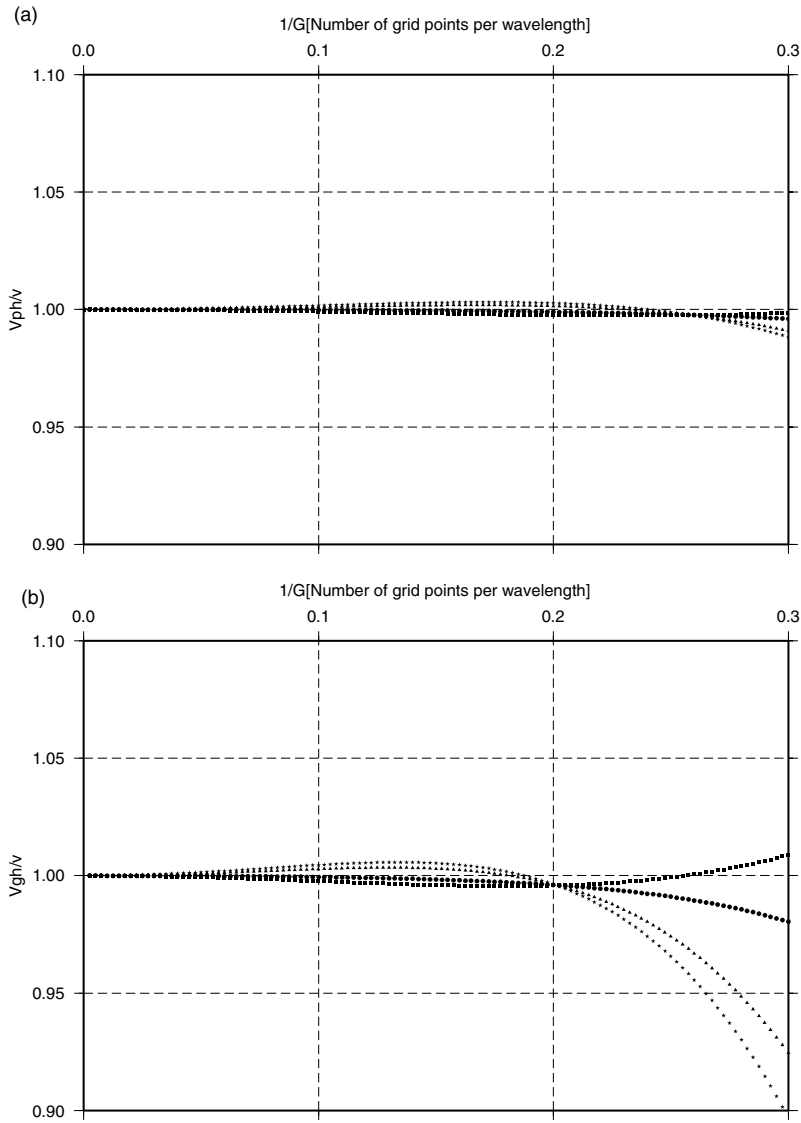 (a)
1/G[Number of grid points per wavelength]
0.0 0.1 0.2 0.3
1.10
1.05
1.00
0.95
0.90
Vph/v
(b)
1/G[Number of grid points per wavelength]
0.0 0.1 0.2 0.3
1.10
1.05
1.00
0.95
0.90
Vgh/v